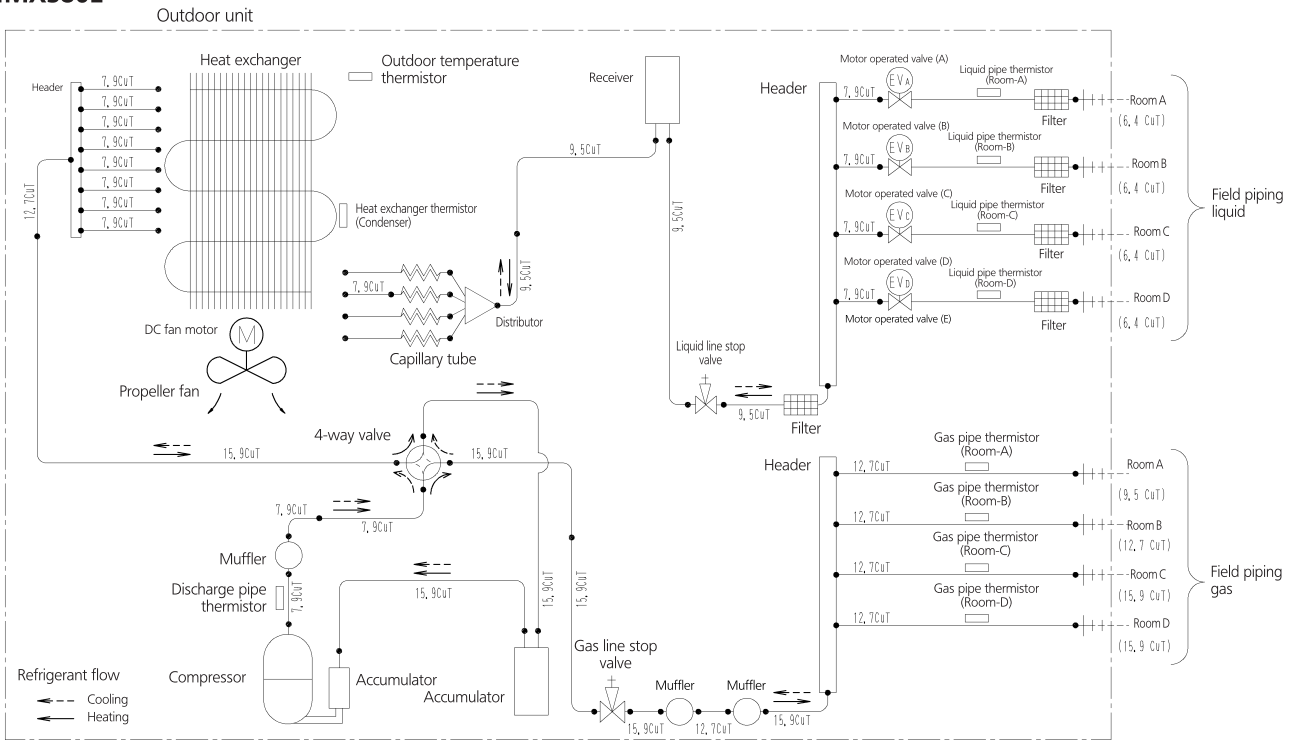 Outdoor unit
Heat exchanger
Outdoor temperature
thermistor
Header
7, 9CuT
7, 9CuT
7, 9CuT
7, 9CuT
7, 9CuT
7, 9CuT
7, 9CuT
7, 9CuT
12, 7CuT
Heat exchanger thermistor
(Condenser)
DC fan motor
M
Propeller fan
7, 9CuT
Capillary tube
Distributor
9, 5CuT
9, 5CuT
Receiver
9, 5CuT
Liquid line stop
valve
9, 5CuT
Filter
Header
Motor operated valve (A)
EVA
7, 9CuT
Liquid pipe thermistor
(Room-A)
Filter
Room A
(6, 4 CuT)
Motor operated valve (B)
EVB
7, 9CuT
Liquid pipe thermistor
(Room-B)
Filter
Room B
(6, 4 CuT)
Motor operated valve (C)
EVC
7, 9CuT
Liquid pipe thermistor
(Room-C)
Filter
Room C
(6, 4 CuT)
Motor operated valve (D)
EVD
7, 9CuT
Liquid pipe thermistor
(Room-D)
Motor operated valve (E)
Filter
Room D
(6, 4 CuT)
Field piping
liquid
4-way valve
15, 9CuT
15, 9CuT
7, 9CuT
7, 9CuT
Muffler
Discharge pipe
thermistor
7, 9CuT
Compressor
Accumulator
15, 9CuT
Accumulator
15, 9CuT
15, 9CuT
Gas line stop
valve
15, 9CuT
Muffler
12, 7CuT
Muffler
15, 9CuT
Header
12, 7CuT
Gas pipe thermistor
(Room-A)
Room A
(9, 5 CuT)
12, 7CuT
Gas pipe thermistor
(Room-B)
Room B
(12, 7 CuT)
12, 7CuT
Gas pipe thermistor
(Room-C)
Room C
(15, 9 CuT)
12, 7CuT
Gas pipe thermistor
(Room-D)
Room D
(15, 9 CuT)
Field piping
gas
Refrigerant flow
Cooling
Heating